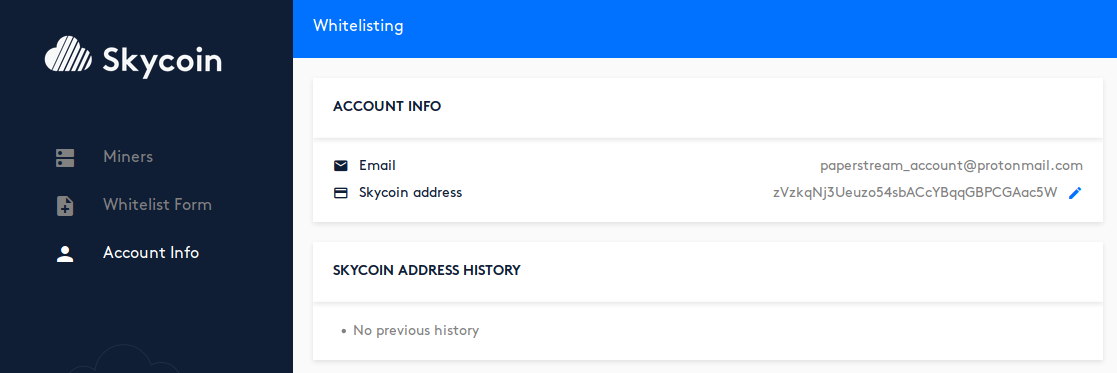 Skycoin
Miners
Whitelist Form
Account Info
Whitelisting
ACCOUNT INFO
Email paperstream_account@protonmail.com
Skycoin address zVzkqNj3Ueuzo54sbACcYBqqGBPCGAac5W
SKYCOIN ADDRESS HISTORY
• No previous history